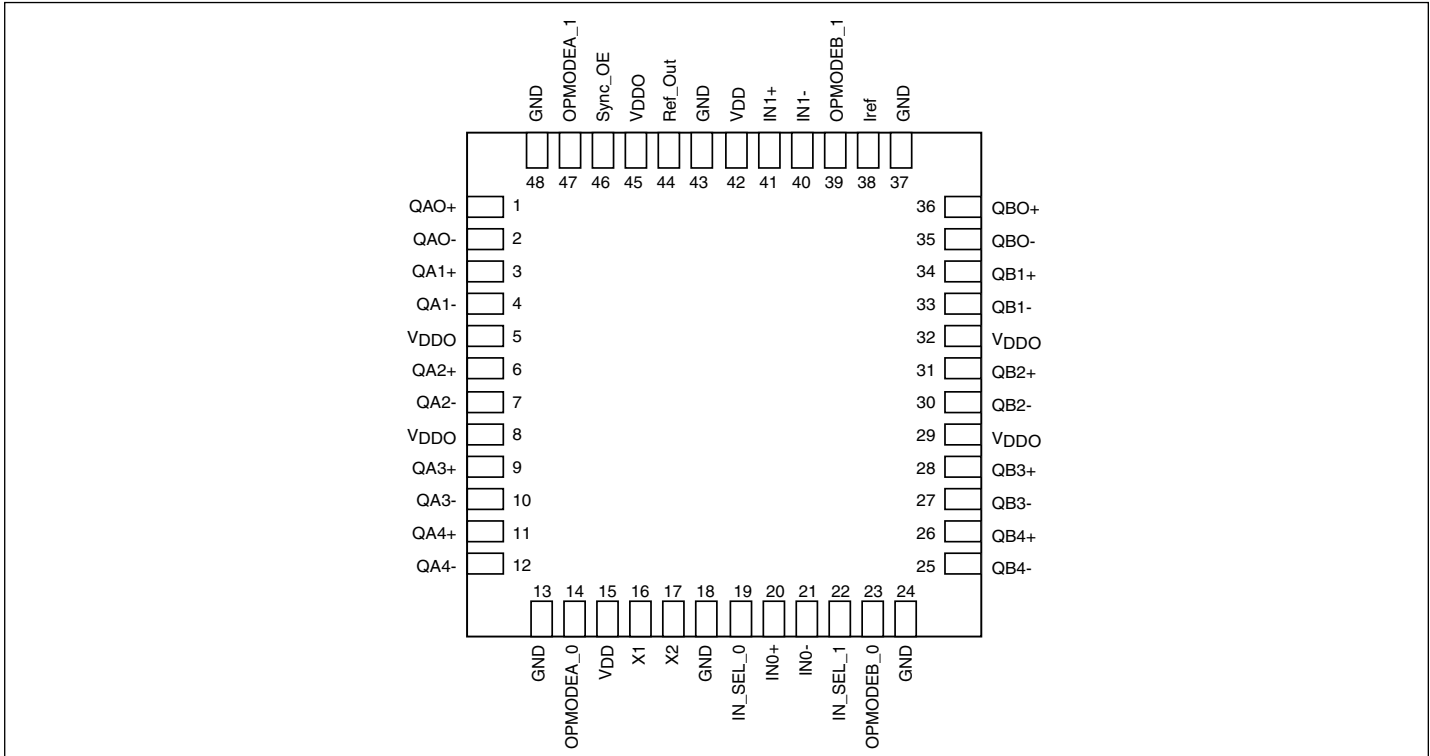 GND OPMODEA_1 Sync_OE VDDO Ref_Out GND VDD IN1+ IN1- OPMODEB_1 Iref GND
48 47 46 45 44 43 42 41 40 39 38 37
QAO+ 1 36 QBO+
QAO- 2 35 QBO-
QA1+ 3 34 QB1+
QA1- 4 33 QB1-
VDDO 5 32 VDDO
QA2+ 6 31 QB2+
QA2- 7 30 QB2-
VDDO 8 29 VDDO
QA3+ 9 28 QB3+
QA3- 10 27 QB3-
QA4+ 11 26 QB4+
QA4- 12 25 QB4-
13 14 15 16 17 18 19 20 21 22 23 24
GND OPMODEA_0 VDD X1 X2 GND IN_SEL_0 IN0+ IN0- IN_SEL_1 OPMODEB_0 GND